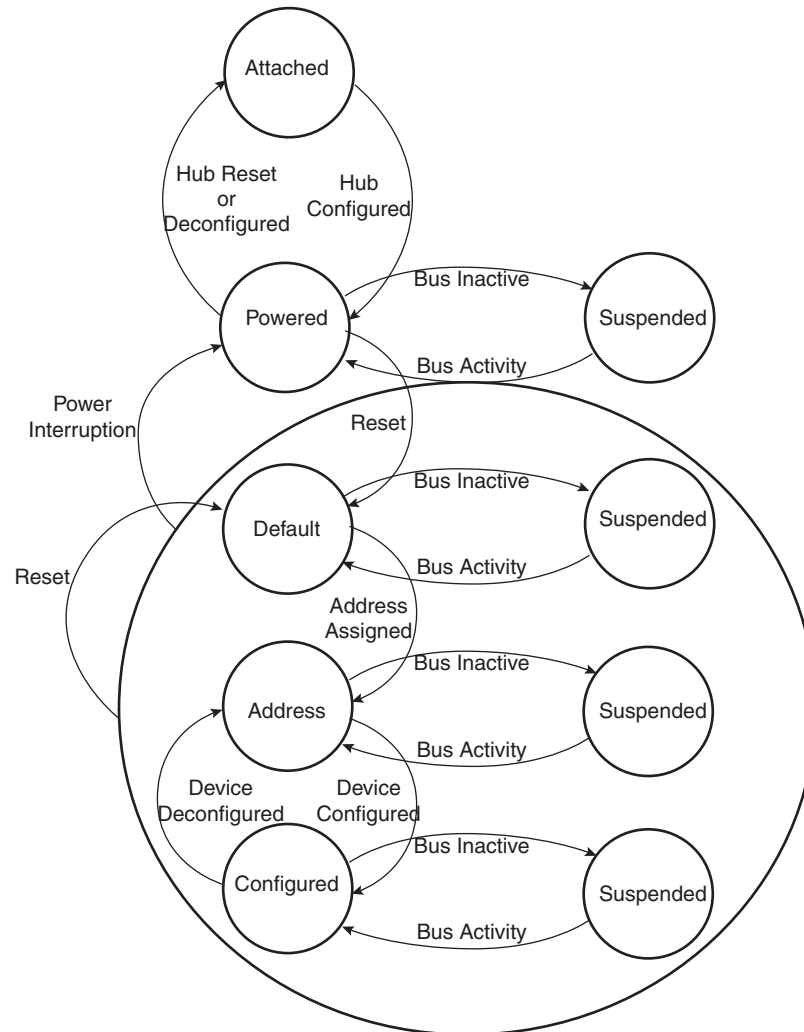 Attached
Hub Reset
or
Deconfigured
Hub
Configured
Bus Inactive
Powered
Suspended
Bus Activity
Power
Interruption
Reset
Bus Inactive
Default
Suspended
Bus Activity
Reset
Address
Assigned
Bus Inactive
Address
Suspended
Bus Activity
Device
Deconfigured
Device
Configured
Bus Inactive
Configured
Suspended
Bus Activity